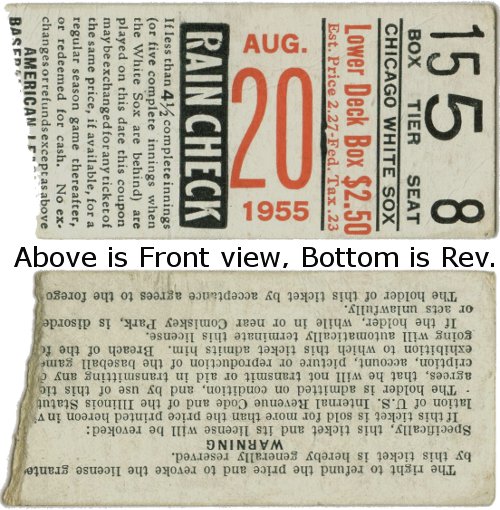 15 5 8
BOX TIER SEAT
CHICAGO WHITE SOX
Lower Deck Box $2.50
Est. Price 2.27-Fed. Tax .23
AUG.
20
1955
RAIN CHECK
If less than 4½ complete innings
(or five complete innings when
the White Sox are behind) are
played on this date this coupon
may be exchanged for any ticket of
the same price, if available, for a
regular season game thereafter,
or redeemed for cash. No ex-
changes or refunds except as above
AMERICAN LEA
BASEB
Above is Front view, Bottom is Rev.
The right to refund the price and to revoke the license grante
by this ticket is hereby generally reserved.
WARNING
Specifically, this ticket and its license will be revoked:
If this ticket is sold for more than the price printed hereon in v
lation of U. S. Internal Revenue Code and of the Illinois Statut
The holder is admitted on condition, and by use of this tic
agrees, that he will not transmit or aid in transmitting any d
cription, account, picture or reproduction of the baseball game
exhibition to which this ticket admits him. Breach of the fo
going will automatically terminate this license.
If the holder, while in or near Comiskey Park, is disorde
or acts unlawfully.
The holder of this ticket by acceptance agrees to the forego